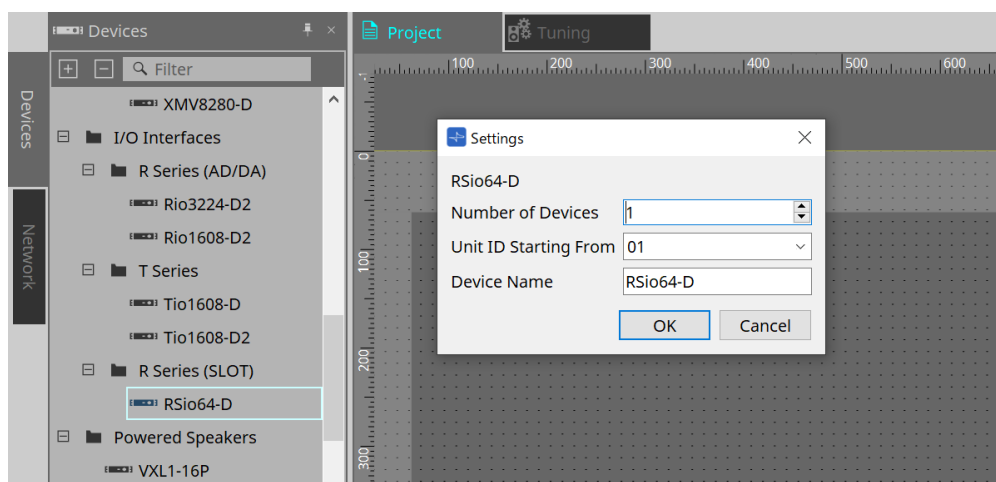 Devices
Filter
XMV8280-D
I/O Interfaces
R Series (AD/DA)
Rio3224-D2
Rio1608-D2
T Series
Tio1608-D
Tio1608-D2
R Series (SLOT)
RSio64-D
Powered Speakers
VXL1-16P
Devices
Network
Project
Tuning
100 200 300 400 500 600
0
100
200
300
Settings
RSio64-D
Number of Devices 1
Unit ID Starting From 01
Device Name RSio64-D
OK Cancel